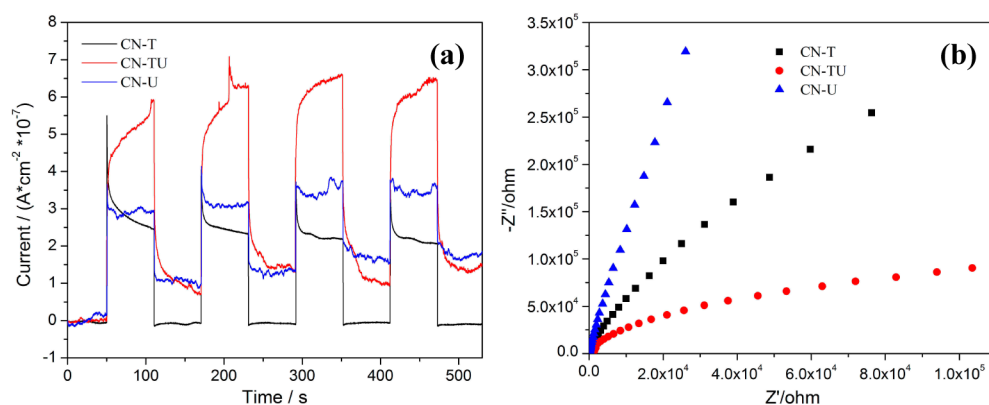 (a)
CN-T
CN-TU
CN-U
8
7
6
5
4
3
2
1
0
-1
Current / (A*cm⁻² *10⁻⁷)
0 100 200 300 400 500
Time / s
(b)
CN-T
CN-TU
CN-U
3.5x10⁵
3.0x10⁵
2.5x10⁵
2.0x10⁵
1.5x10⁵
1.0x10⁵
5.0x10⁴
0.0
-Z''/ohm
0.0 2.0x10⁴ 4.0x10⁴ 6.0x10⁴ 8.0x10⁴ 1.0x10⁵
Z'/ohm